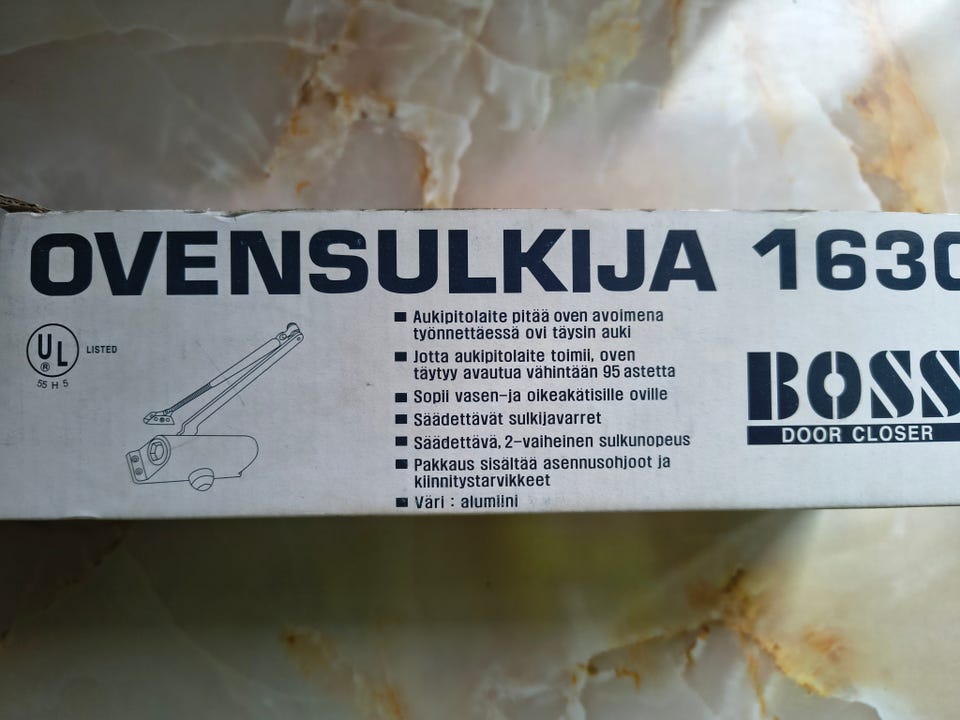 OVENSULKIJA 1630
UL
®
LISTED
55 H 5
■ Aukipitolaite pitää oven avoimena
työnnettäessä ovi täysin auki
■ Jotta aukipitolaite toimii, oven
täytyy avautua vähintään 95 astetta
■ Sopii vasen-ja oikeakätisille oville
■ Säädettävät sulkijavarret
■ Säädettävä, 2-vaiheinen sulkunopeus
■ Pakkaus sisältää asennusohjoot ja
kiinnitystarvikkeet
■ Väri : alumiini
BOSS
DOOR CLOSER